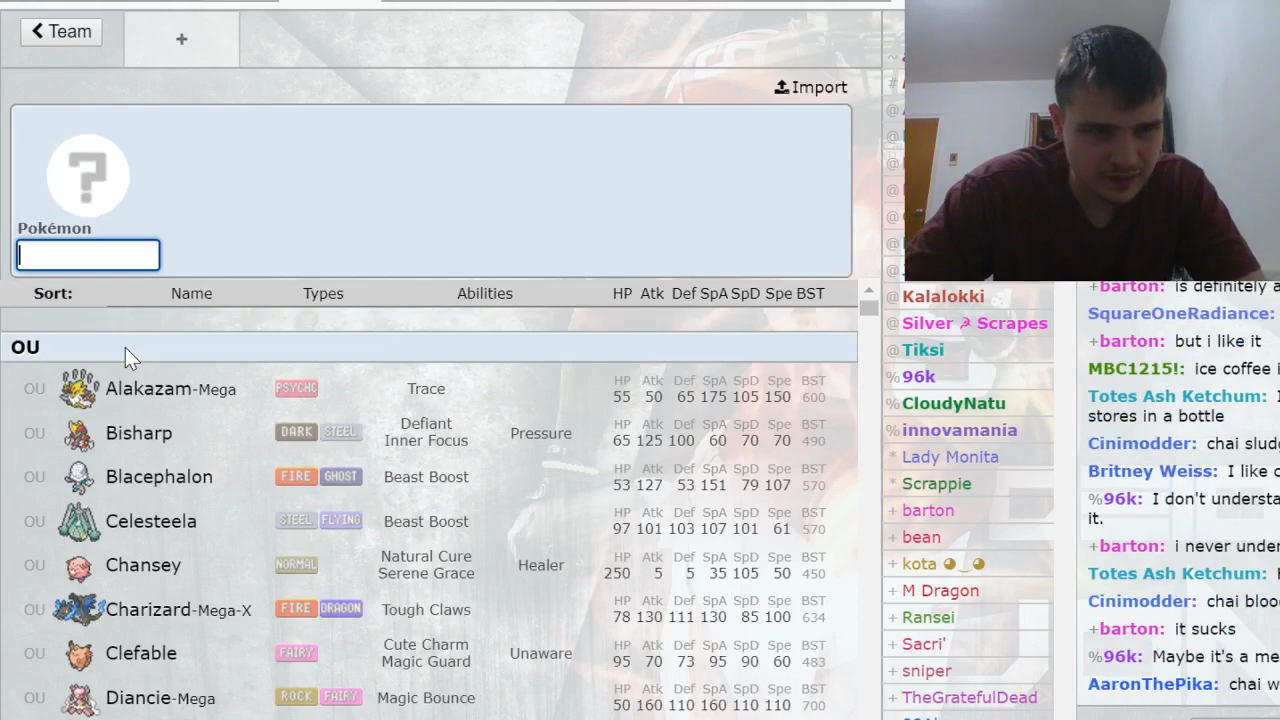 Team
+
Import
Pokémon
Sort: Name Types Abilities HP Atk Def SpA SpD Spe BST
OU
OU Alakazam-Mega PSYCHC Trace HP 55 Atk 50 Def 65 SpA 175 SpD 105 Spe 150 BST 600
OU Bisharp DARK STEEL Defiant Inner Focus Pressure HP 65 Atk 125 Def 100 SpA 60 SpD 70 Spe 70 BST 490
OU Blacephalon FIRE GHOST Beast Boost HP 53 Atk 127 Def 53 SpA 151 SpD 79 Spe 107 BST 570
OU Celesteela STEEL FLYING Beast Boost HP 97 Atk 101 Def 103 SpA 107 SpD 101 Spe 61 BST 570
OU Chansey NORMAL Natural Cure Serene Grace Healer HP 250 Atk 5 Def 5 SpA 35 SpD 105 Spe 50 BST 450
OU Charizard-Mega-X FIRE DRAGON Tough Claws HP 78 Atk 130 Def 111 SpA 130 SpD 85 Spe 100 BST 634
OU Clefable FAIRY Cute Charm Magic Guard Unaware HP 95 Atk 70 Def 73 SpA 95 SpD 90 Spe 60 BST 483
OU Diancie-Mega ROCK FAIRY Magic Bounce HP 50 Atk 160 Def 110 SpA 160 SpD 110 Spe 110 BST 700
~
#
@
@Kalalokki
@Silver ☭ Scrapes
@Tiksi
%96k
%CloudyNatu
%innovamania
*Lady Monita
*Scrappie
+barton
+bean
+kota ◕‿◕
+M Dragon
+Ransei
+Sacri'
+sniper
+TheGratefulDead
+barton: is definitely a
SquareOneRadiance:
+barton: but i like it
MBC1215!: ice coffee i
Totes Ash Ketchum: I
stores in a bottle
Cinimodder: chai slud
Britney Weiss: I like c
%96k: I don't understa
it.
+barton: i never under
Totes Ash Ketchum:
Cinimodder: chai bloo
+barton: it sucks
%96k: Maybe it's a me
AaronThePika: chai w